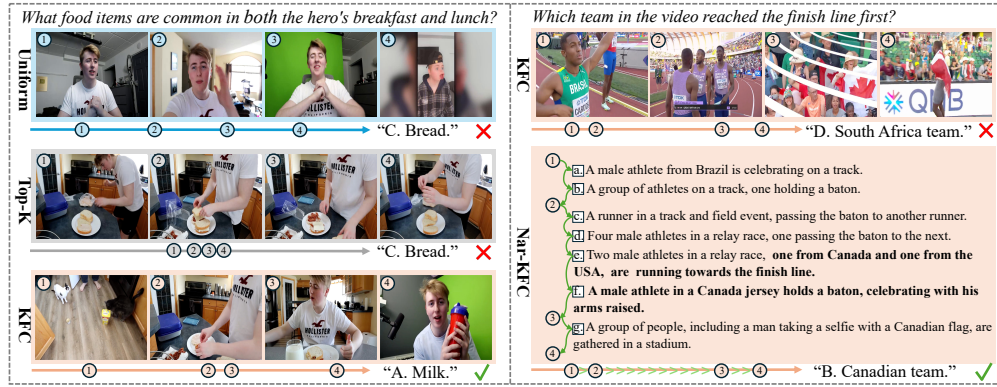 What food items are common in both the hero's breakfast and lunch?
Uniform
1 2 3 4
HOLLISTER
1 2 3 4
"C. Bread."
Top-K
1 2 3 4
HOLLISTER
1 2 3 4
"C. Bread."
KFC
1 2 3 4
HOLLISTER
1 2 3 4
"A. Milk."
Which team in the video reached the finish line first?
KFC
1 2 3 4
BRASIL
1 2 3 4
"D. South Africa team."
Nar-KFC
1
a. A male athlete from Brazil is celebrating on a track.
b. A group of athletes on a track, one holding a baton.
2
c. A runner in a track and field event, passing the baton to another runner.
d. Four male athletes in a relay race, one passing the baton to the next.
e. Two male athletes in a relay race, one from Canada and one from the
USA, are running towards the finish line.
f. A male athlete in a Canada jersey holds a baton, celebrating with his
arms raised.
3
g. A group of people, including a man taking a selfie with a Canadian flag, are
gathered in a stadium.
4
1 2 3 4
"B. Canadian team."